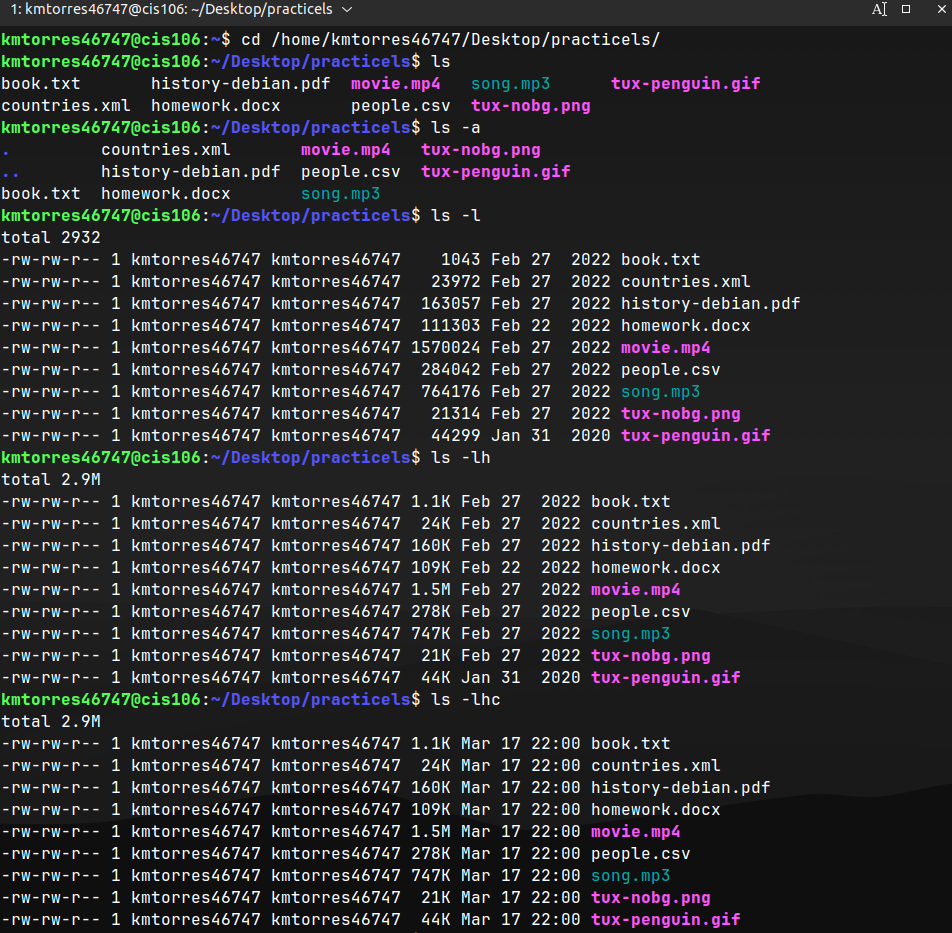 1: kmtorres46747@cis106: ~/Desktop/practicels
kmtorres46747@cis106:~$ cd /home/kmtorres46747/Desktop/practicels/
kmtorres46747@cis106:~/Desktop/practicels$ ls
book.txt       history-debian.pdf  movie.mp4   song.mp3      tux-penguin.gif
countries.xml  homework.docx       people.csv  tux-nobg.png
kmtorres46747@cis106:~/Desktop/practicels$ ls -a
.         countries.xml       movie.mp4   tux-nobg.png
..        history-debian.pdf  people.csv  tux-penguin.gif
book.txt  homework.docx       song.mp3
kmtorres46747@cis106:~/Desktop/practicels$ ls -l
total 2932
-rw-rw-r-- 1 kmtorres46747 kmtorres46747    1043 Feb 27  2022 book.txt
-rw-rw-r-- 1 kmtorres46747 kmtorres46747   23972 Feb 27  2022 countries.xml
-rw-rw-r-- 1 kmtorres46747 kmtorres46747  163057 Feb 27  2022 history-debian.pdf
-rw-rw-r-- 1 kmtorres46747 kmtorres46747  111303 Feb 22  2022 homework.docx
-rw-rw-r-- 1 kmtorres46747 kmtorres46747 1570024 Feb 27  2022 movie.mp4
-rw-rw-r-- 1 kmtorres46747 kmtorres46747  284042 Feb 27  2022 people.csv
-rw-rw-r-- 1 kmtorres46747 kmtorres46747  764176 Feb 27  2022 song.mp3
-rw-rw-r-- 1 kmtorres46747 kmtorres46747   21314 Feb 27  2022 tux-nobg.png
-rw-rw-r-- 1 kmtorres46747 kmtorres46747   44299 Jan 31  2020 tux-penguin.gif
kmtorres46747@cis106:~/Desktop/practicels$ ls -lh
total 2.9M
-rw-rw-r-- 1 kmtorres46747 kmtorres46747 1.1K Feb 27  2022 book.txt
-rw-rw-r-- 1 kmtorres46747 kmtorres46747  24K Feb 27  2022 countries.xml
-rw-rw-r-- 1 kmtorres46747 kmtorres46747 160K Feb 27  2022 history-debian.pdf
-rw-rw-r-- 1 kmtorres46747 kmtorres46747 109K Feb 22  2022 homework.docx
-rw-rw-r-- 1 kmtorres46747 kmtorres46747 1.5M Feb 27  2022 movie.mp4
-rw-rw-r-- 1 kmtorres46747 kmtorres46747 278K Feb 27  2022 people.csv
-rw-rw-r-- 1 kmtorres46747 kmtorres46747 747K Feb 27  2022 song.mp3
-rw-rw-r-- 1 kmtorres46747 kmtorres46747  21K Feb 27  2022 tux-nobg.png
-rw-rw-r-- 1 kmtorres46747 kmtorres46747  44K Jan 31  2020 tux-penguin.gif
kmtorres46747@cis106:~/Desktop/practicels$ ls -lhc
total 2.9M
-rw-rw-r-- 1 kmtorres46747 kmtorres46747 1.1K Mar 17 22:00 book.txt
-rw-rw-r-- 1 kmtorres46747 kmtorres46747  24K Mar 17 22:00 countries.xml
-rw-rw-r-- 1 kmtorres46747 kmtorres46747 160K Mar 17 22:00 history-debian.pdf
-rw-rw-r-- 1 kmtorres46747 kmtorres46747 109K Mar 17 22:00 homework.docx
-rw-rw-r-- 1 kmtorres46747 kmtorres46747 1.5M Mar 17 22:00 movie.mp4
-rw-rw-r-- 1 kmtorres46747 kmtorres46747 278K Mar 17 22:00 people.csv
-rw-rw-r-- 1 kmtorres46747 kmtorres46747 747K Mar 17 22:00 song.mp3
-rw-rw-r-- 1 kmtorres46747 kmtorres46747  21K Mar 17 22:00 tux-nobg.png
-rw-rw-r-- 1 kmtorres46747 kmtorres46747  44K Mar 17 22:00 tux-penguin.gif